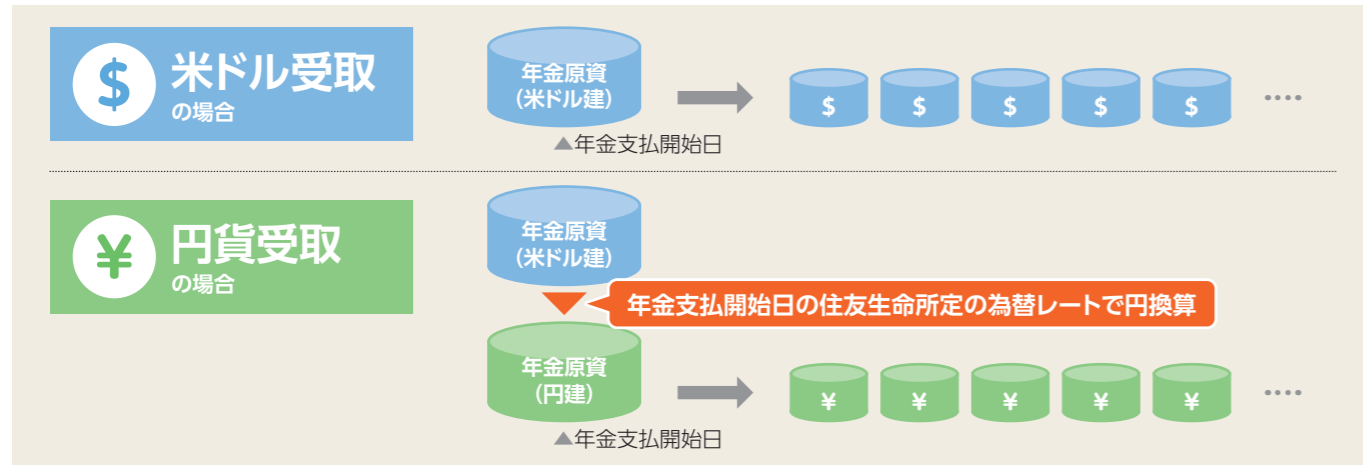 $
米ドル受取
の場合
年金原資
(米ドル建)
$ $ $ $ $ ････
▲年金支払開始日
¥
円貨受取
の場合
年金原資
(米ドル建)
年金支払開始日の住友生命所定の為替レートで円換算
年金原資
(円建)
¥ ¥ ¥ ¥ ¥ ････
▲年金支払開始日